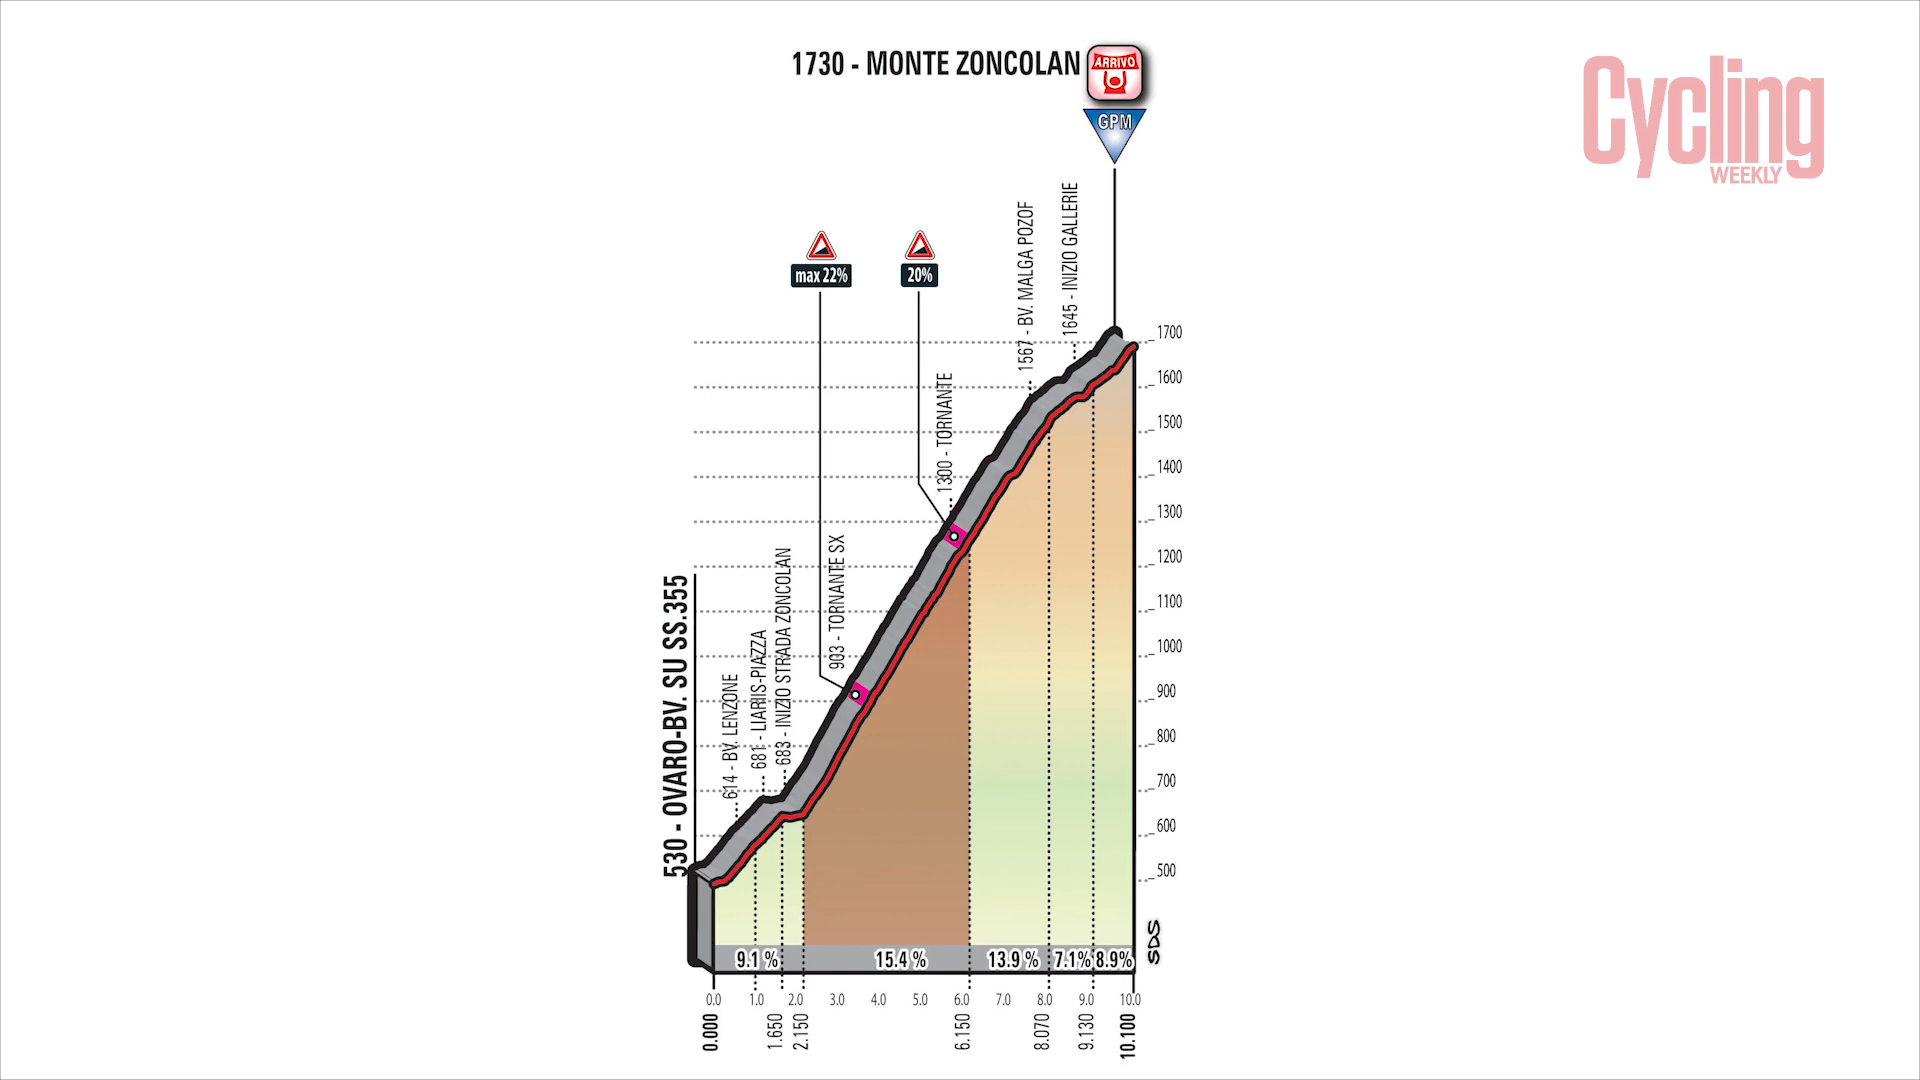 1730 - MONTE ZONCOLAN
ARRIVO
GPM
Cycling
WEEKLY
max 22%
20%
530 - OVARO-BV. SU SS.355
614 - BV. LENZONE
681 - LIARIIS-PIAZZA
683 - INIZIO STRADA ZONCOLAN
903 - TORNANTE SX
1300 - TORNANTE
1567 - BV. MALGA POZOF
1645 - INIZIO GALLERIE
1700
1600
1500
1400
1300
1200
1100
1000
900
800
700
600
500
SDS
9.1 % 15.4 % 13.9 % 7.1% 8.9%
0.0 1.0 2.0 3.0 4.0 5.0 6.0 7.0 8.0 9.0 10.0
0.000 1.650 2.150 6.150 8.070 9.130 10.100